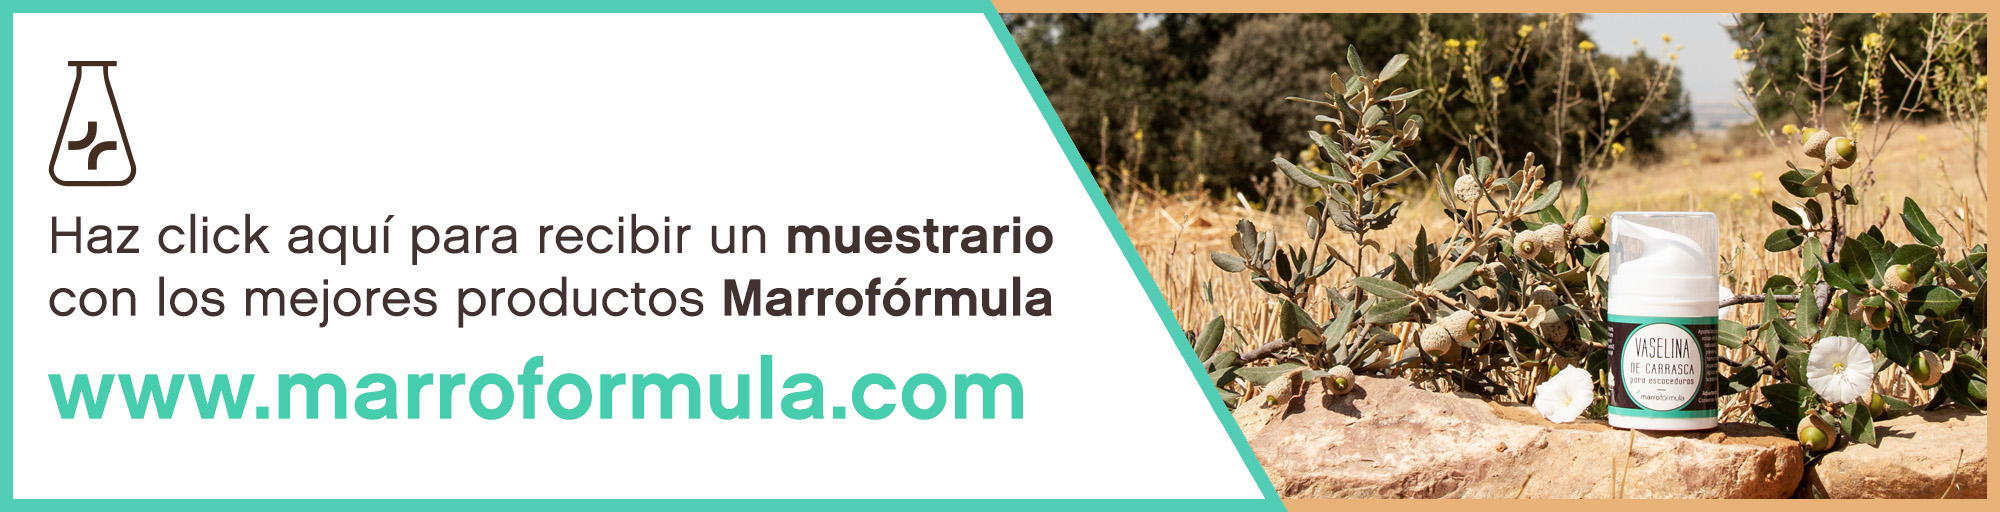 Haz click aquí para recibir un muestrario
con los mejores productos Marrofórmula
www.marroformula.com
VASELINA
DE CARRASCA
para escoceduras
marrofórmula